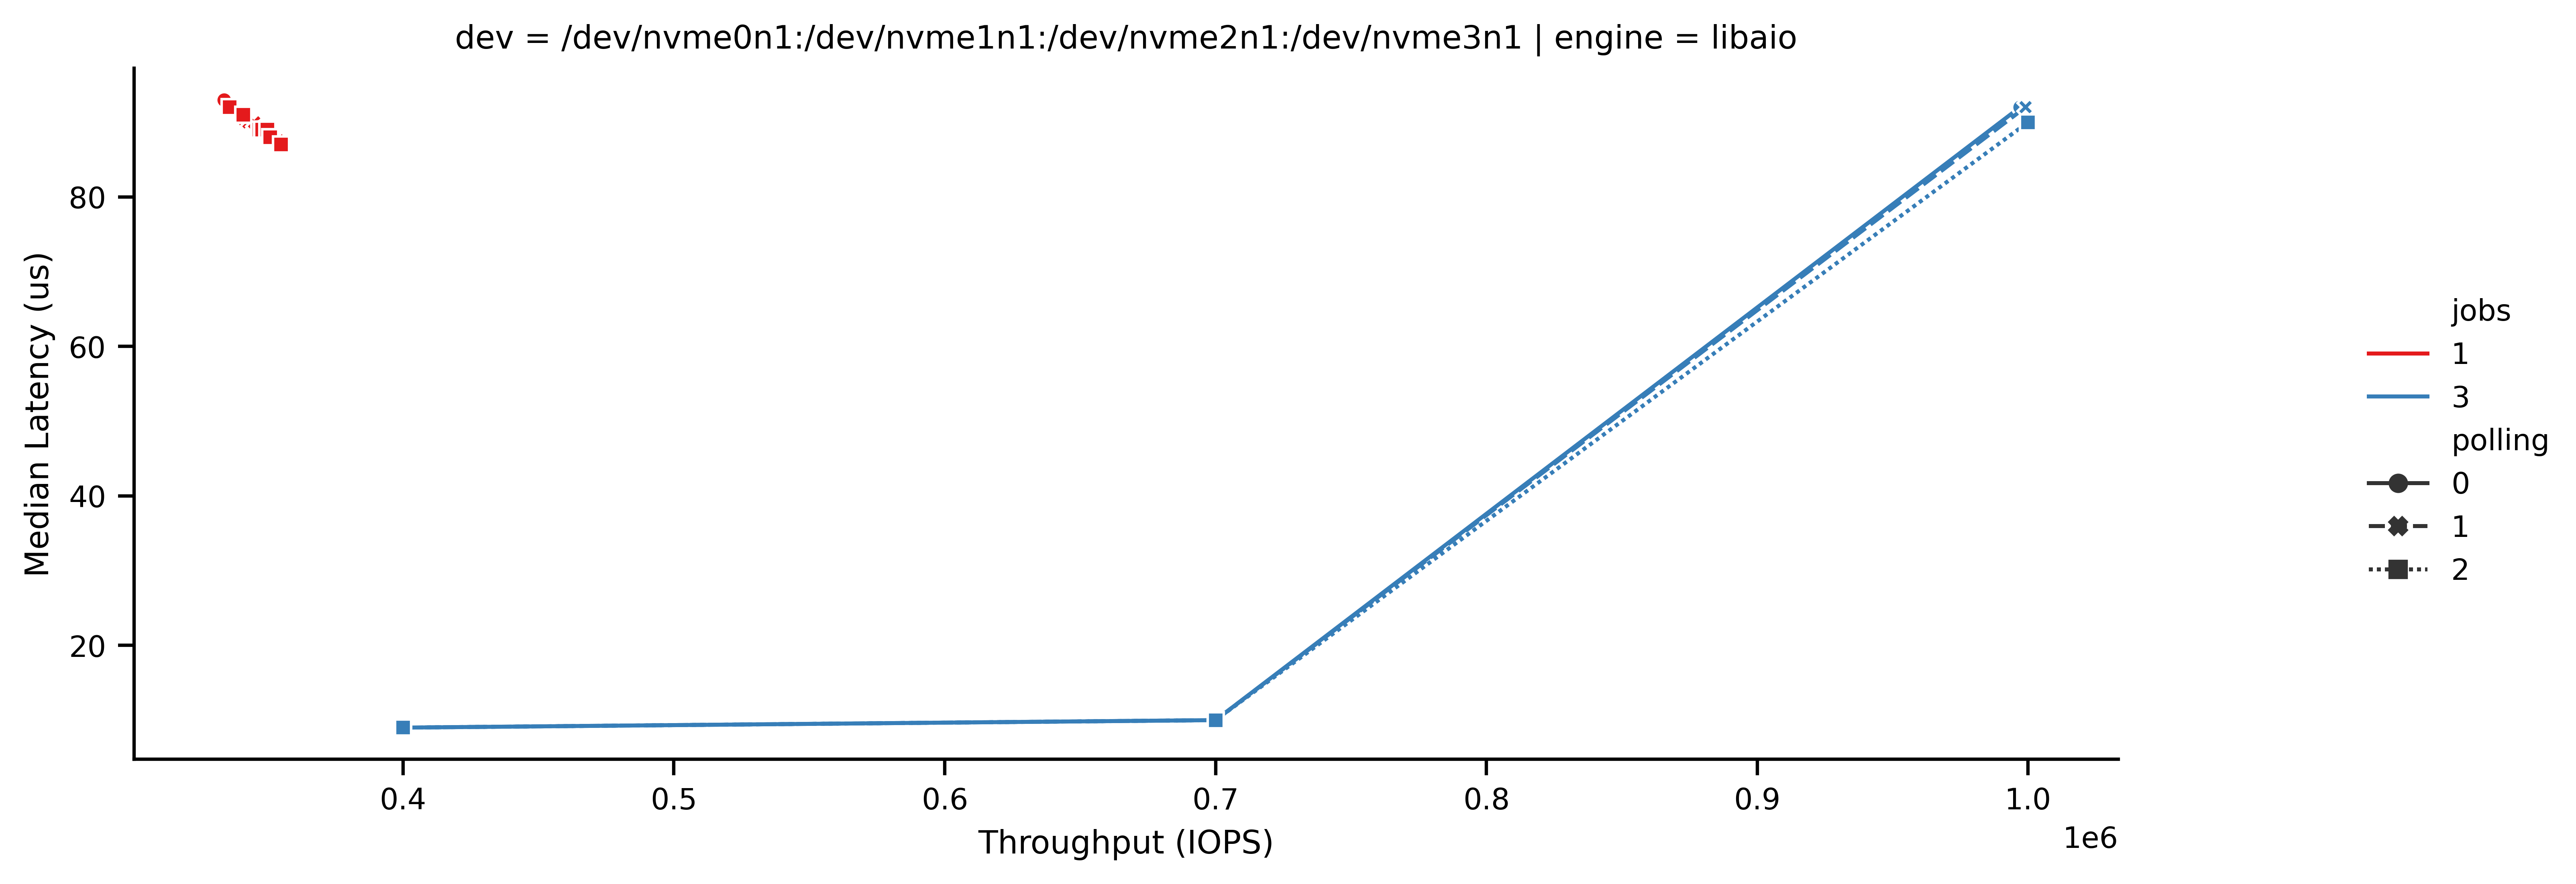 dev = /dev/nvme0n1:/dev/nvme1n1:/dev/nvme2n1:/dev/nvme3n1 | engine = libaio
Median Latency (us)
80
60
40
20
0.4 0.5 0.6 0.7 0.8 0.9 1.0
1e6
Throughput (IOPS)
jobs
1
3
polling
0
1
2